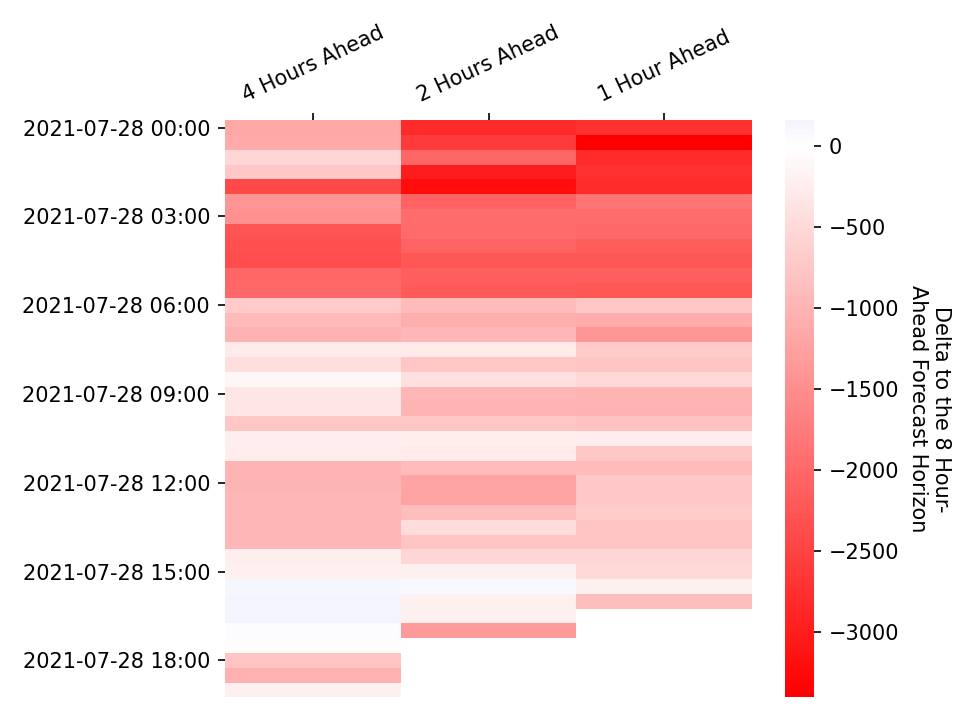 4 Hours Ahead
2 Hours Ahead
1 Hour Ahead
2021-07-28 00:00
2021-07-28 03:00
2021-07-28 06:00
2021-07-28 09:00
2021-07-28 12:00
2021-07-28 15:00
2021-07-28 18:00
0
−500
−1000
−1500
−2000
−2500
−3000
Delta to the 8 Hour-
Ahead Forecast Horizon